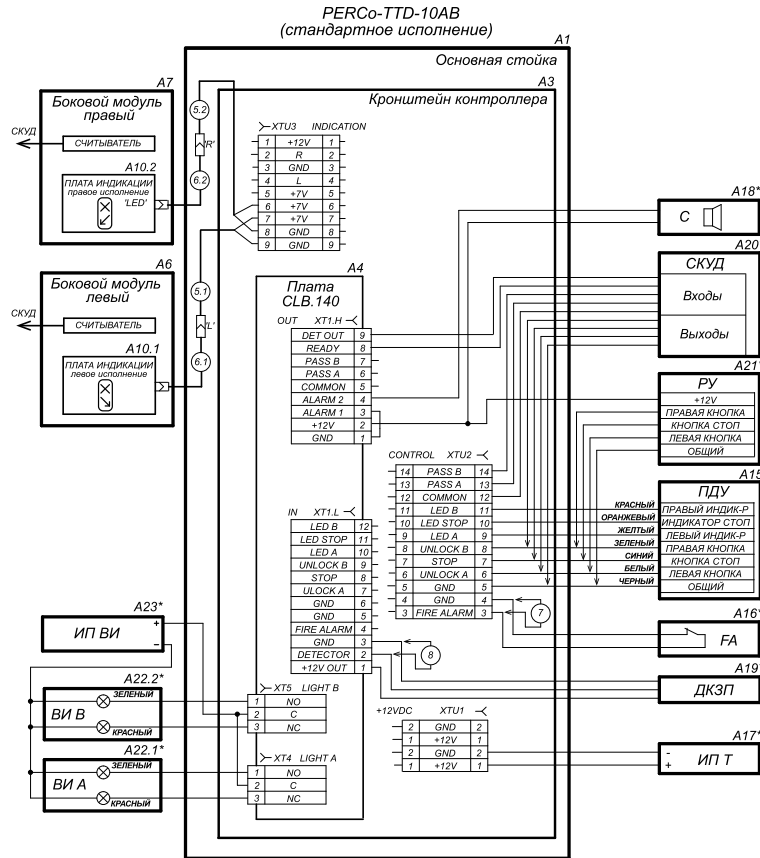 PERCo-TTD-10AB
(стандартное исполнение)
A1
Основная стойка
A3
Кронштейн контроллера
A7
Боковой модуль
правый
СКУД
СЧИТЫВАТЕЛЬ
A10.2
ПЛАТА ИНДИКАЦИИ
правое исполнение
'LED'
5.2
'R'
6.2
XTU3 INDICATION
1 +12V 1
2 R 2
3 GND 3
4 L 4
5 +7V 5
6 +7V 6
7 +7V 7
8 GND 8
9 GND 9
A6
Боковой модуль
левый
СКУД
СЧИТЫВАТЕЛЬ
A10.1
ПЛАТА ИНДИКАЦИИ
левое исполнение
5.1
'L'
6.1
A4
Плата
CLB.140
OUT XT1.H
DET OUT 9
READY 8
PASS B 7
PASS A 6
COMMON 5
ALARM 2 4
ALARM 1 3
+12V 2
GND 1
CONTROL XTU2
14 PASS B 14
13 PASS A 13
12 COMMON 12
11 LED B 11
10 LED STOP 10
9 LED A 9
8 UNLOCK B 8
7 STOP 7
6 UNLOCK A 6
5 GND 5
4 GND 4
3 FIRE ALARM 3
7
IN XT1.L
LED B 12
LED STOP 11
LED A 10
UNLOCK B 9
STOP 8
ULOCK A 7
GND 6
GND 5
FIRE ALARM 4
GND 3
DETECTOR 2
+12V OUT 1
8
XT5 LIGHT B
1 NO
2 C
3 NC
XT4 LIGHT A
1 NO
2 C
3 NC
+12VDC XTU1
2 GND 2
1 +12V 1
2 GND 2
1 +12V 1
A23*
ИП ВИ
+
-
A22.2*
ВИ В
ЗЕЛЕНЫЙ
КРАСНЫЙ
A22.1*
ВИ А
ЗЕЛЕНЫЙ
КРАСНЫЙ
A18*
C
A20
СКУД
Входы
Выходы
A21*
РУ
+12V
ПРАВАЯ КНОПКА
КНОПКА СТОП
ЛЕВАЯ КНОПКА
ОБЩИЙ
A15
ПДУ
КРАСНЫЙ ПРАВЫЙ ИНДИК-Р
ОРАНЖЕВЫЙ ИНДИКАТОР СТОП
ЖЕЛТЫЙ ЛЕВЫЙ ИНДИК-Р
ЗЕЛЕНЫЙ ПРАВАЯ КНОПКА
СИНИЙ КНОПКА СТОП
БЕЛЫЙ ЛЕВАЯ КНОПКА
ЧЕРНЫЙ ОБЩИЙ
A16*
FA
A19*
ДКЗП
A17*
-
+
ИП Т